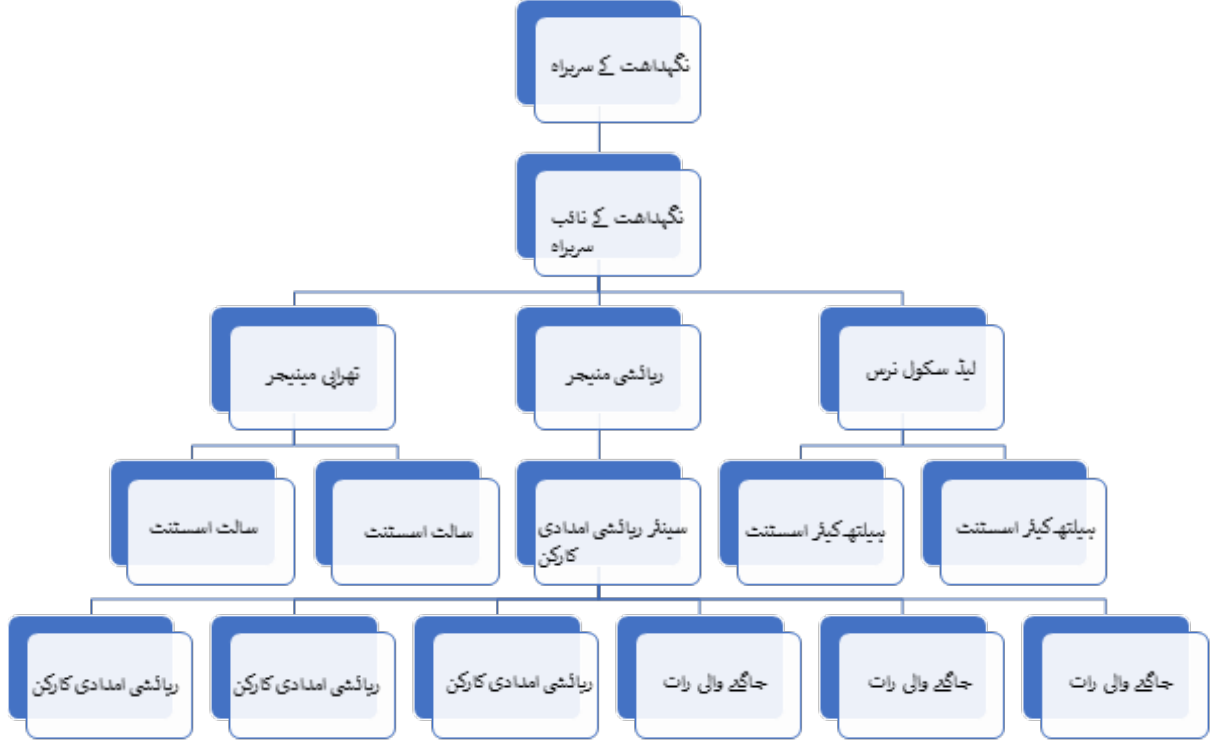 نگہداشت کے سربراہ
نگہداشت کے نائب
سربراہ
لیڈ سکول نرس
رہائشی منیجر
تھراپی مینیجر
ہیلتھ کیئر اسسٹنٹ
ہیلتھ کیئر اسسٹنٹ
سینئر رہائشی امدادی
کارکن
سالٹ اسسٹنٹ
سالٹ اسسٹنٹ
جاگنے والی رات
جاگنے والی رات
جاگنے والی رات
رہائشی امدادی کارکن
رہائشی امدادی کارکن
رہائشی امدادی کارکن